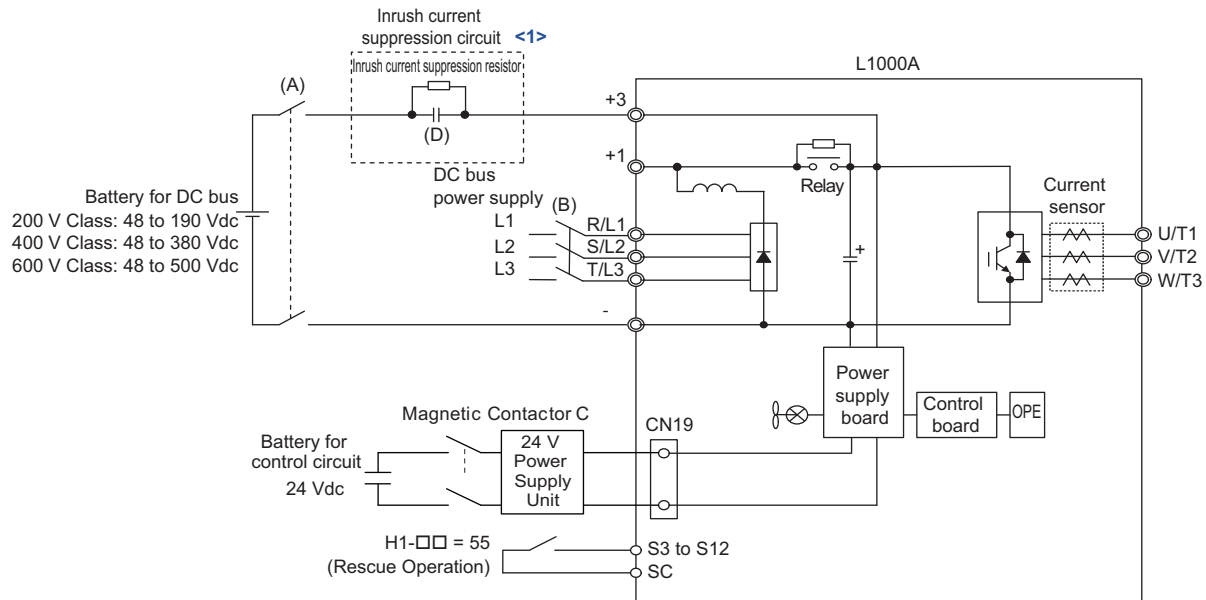 Inrush current
suppression circuit <1>
Inrush current suppression resistor
L1000A
(A)
(D)
+3
+1
DC bus
power supply
(B)
Relay
Current
sensor
Battery for DC bus
200 V Class: 48 to 190 Vdc
400 V Class: 48 to 380 Vdc
600 V Class: 48 to 500 Vdc
L1
L2
L3
R/L1
S/L2
T/L3
+
U/T1
V/T2
W/T3
-
Power
supply
board
Control
board
OPE
Magnetic Contactor C
CN19
Battery for
control circuit
24 Vdc
24 V
Power
Supply
Unit
H1-□□ = 55
(Rescue Operation)
S3 to S12
SC